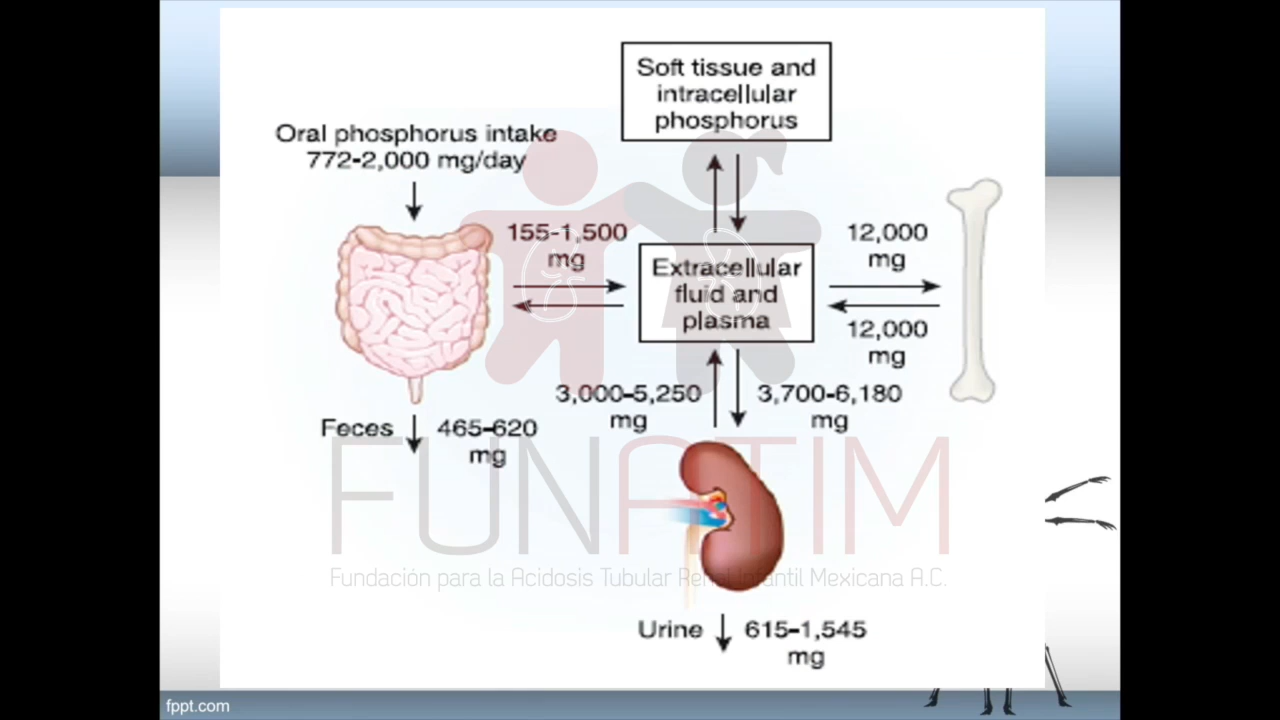 Soft tissue and
intracellular
phosphorus
Oral phosphorus intake
772-2,000 mg/day
155-1,500
mg
Extracellular
fluid and
plasma
12,000
mg
12,000
mg
3,000-5,250
mg
3,700-6,180
mg
Feces
465-620
mg
FUNATIM
Fundación para la Acidosis Tubular Renal Infantil Mexicana A.C.
Urine
615-1,545
mg
fppt.com